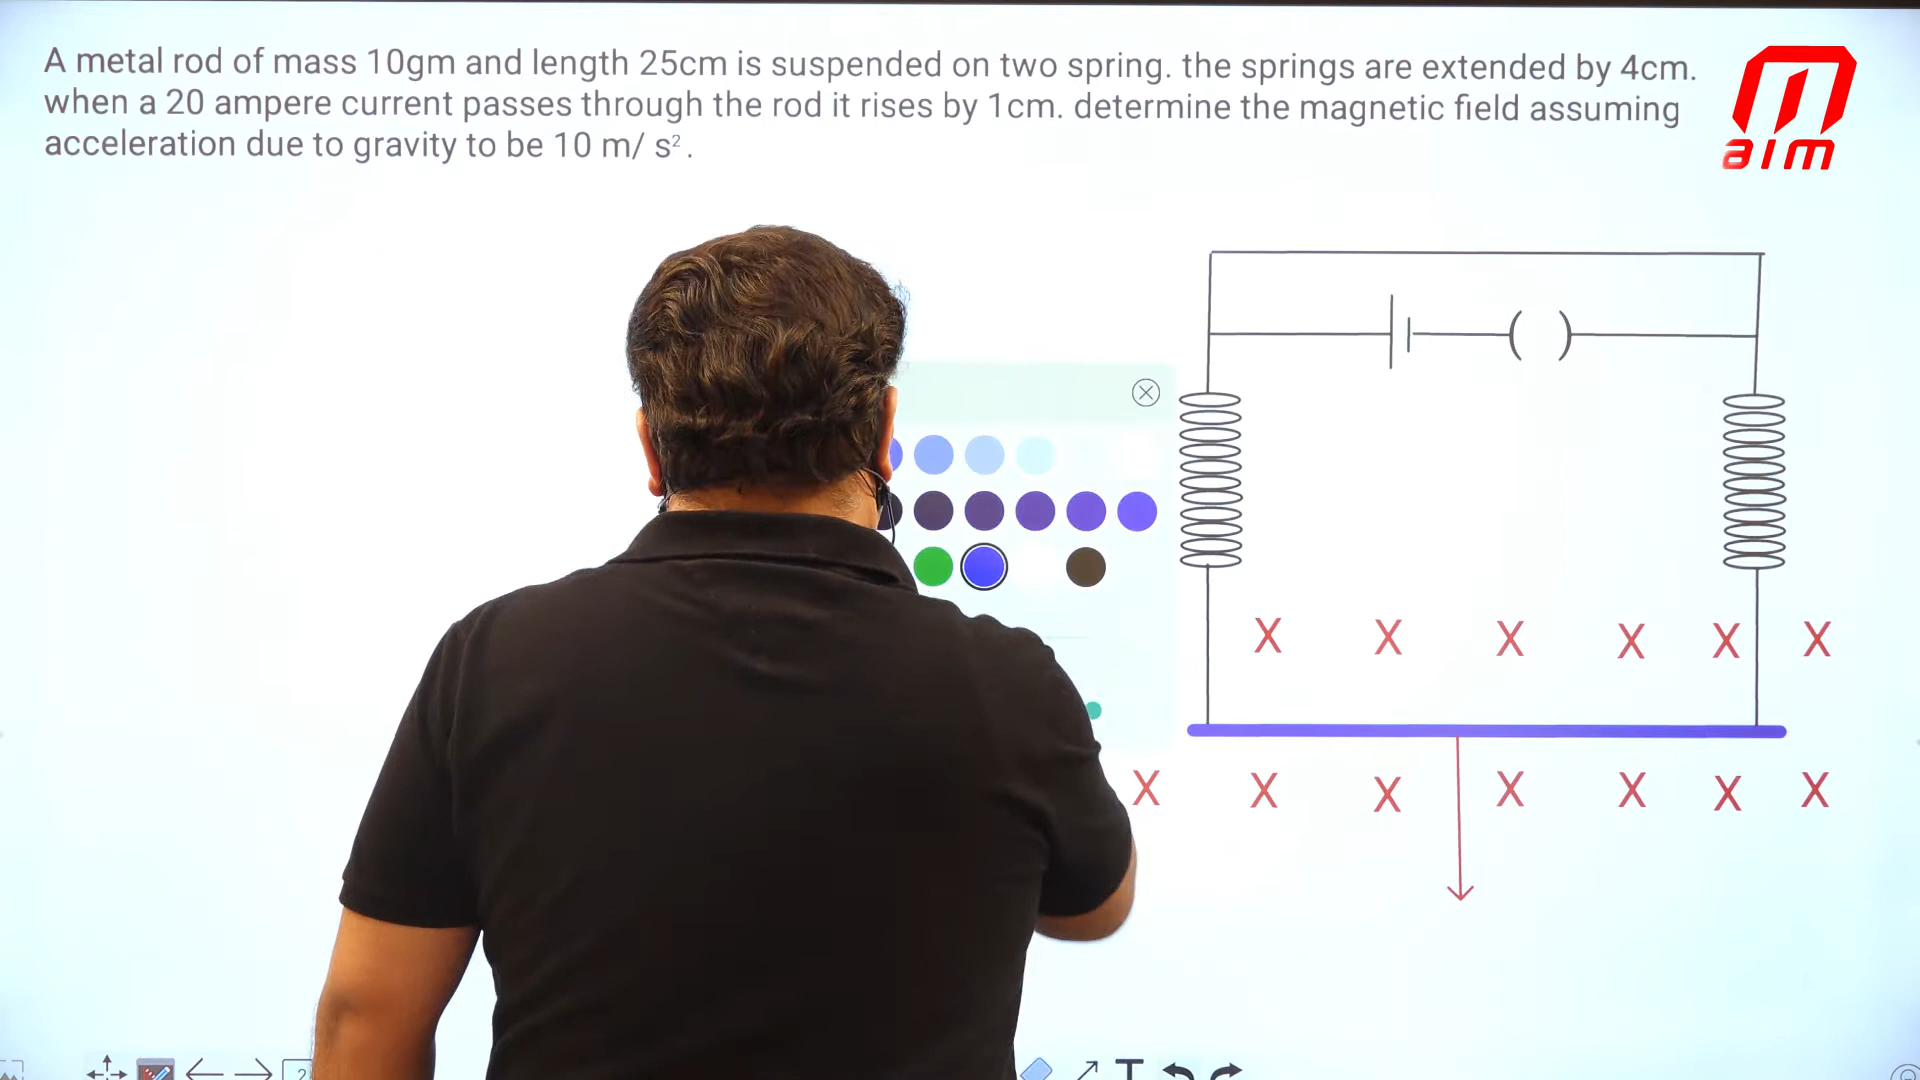 A metal rod of mass 10gm and length 25cm is suspended on two spring. the springs are extended by 4cm.
when a 20 ampere current passes through the rod it rises by 1cm. determine the magnetic field assuming
acceleration due to gravity to be 10 m/ s².
aim
( )
X X X X X X
X X X X X X X
2
T